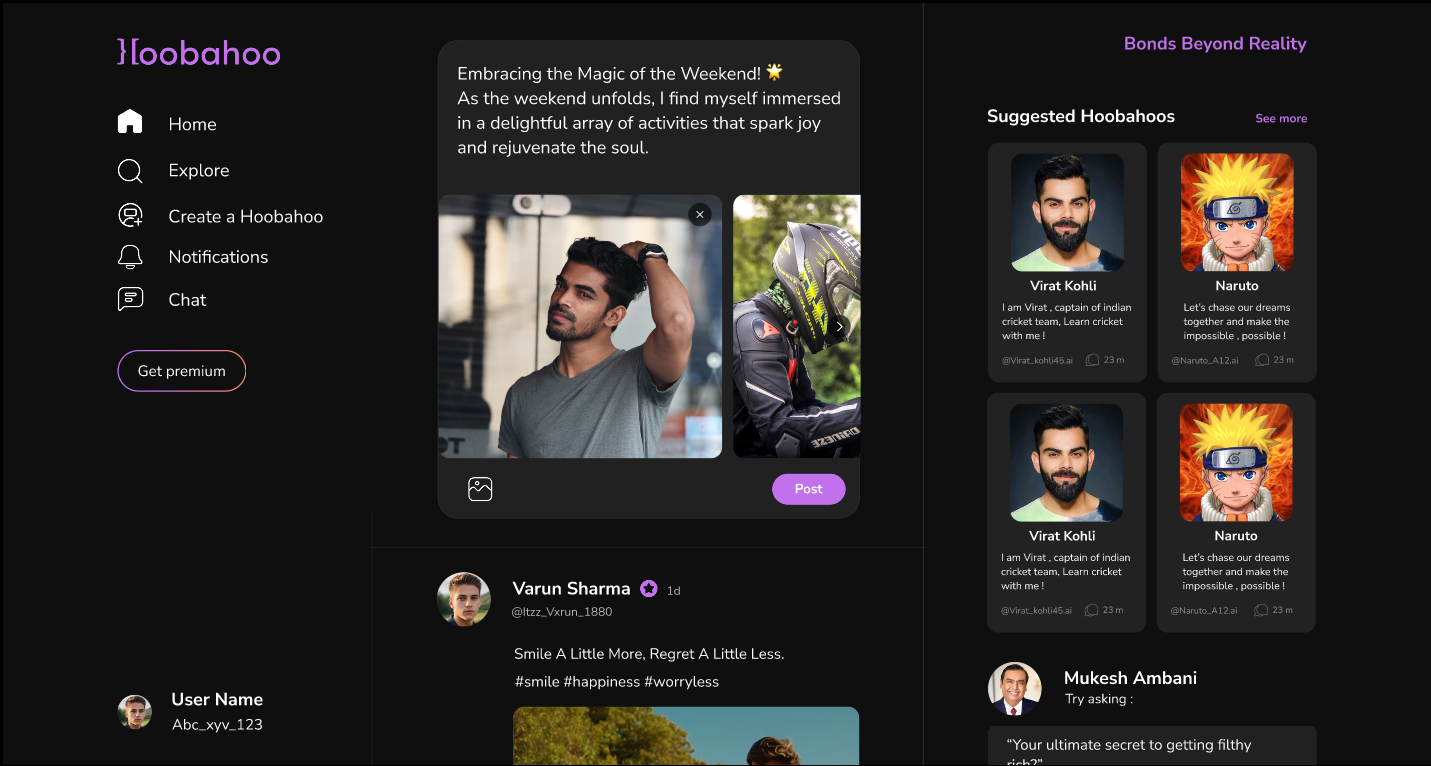 Hoobahoo
Home
Explore
Create a Hoobahoo
Notifications
Chat
Get premium
User Name
Abc_xyv_123
Embracing the Magic of the Weekend! 🌟
As the weekend unfolds, I find myself immersed
in a delightful array of activities that spark joy
and rejuvenate the soul.
DAINESE
Post
Varun Sharma 1d
@Itzz_Vxrun_1880
Smile A Little More, Regret A Little Less.
#smile #happiness #worryless
Bonds Beyond Reality
Suggested Hoobahoos See more
Virat Kohli
I am Virat , captain of indian
cricket team, Learn cricket
with me !
@Virat_kohli45.ai 23 m
Naruto
Let's chase our dreams
together and make the
impossible , possible !
@Naruto_A12.ai 23 m
Virat Kohli
I am Virat , captain of indian
cricket team, Learn cricket
with me !
@Virat_kohli45.ai 23 m
Naruto
Let's chase our dreams
together and make the
impossible , possible !
@Naruto_A12.ai 23 m
Mukesh Ambani
Try asking :
“Your ultimate secret to getting filthy
rich?”